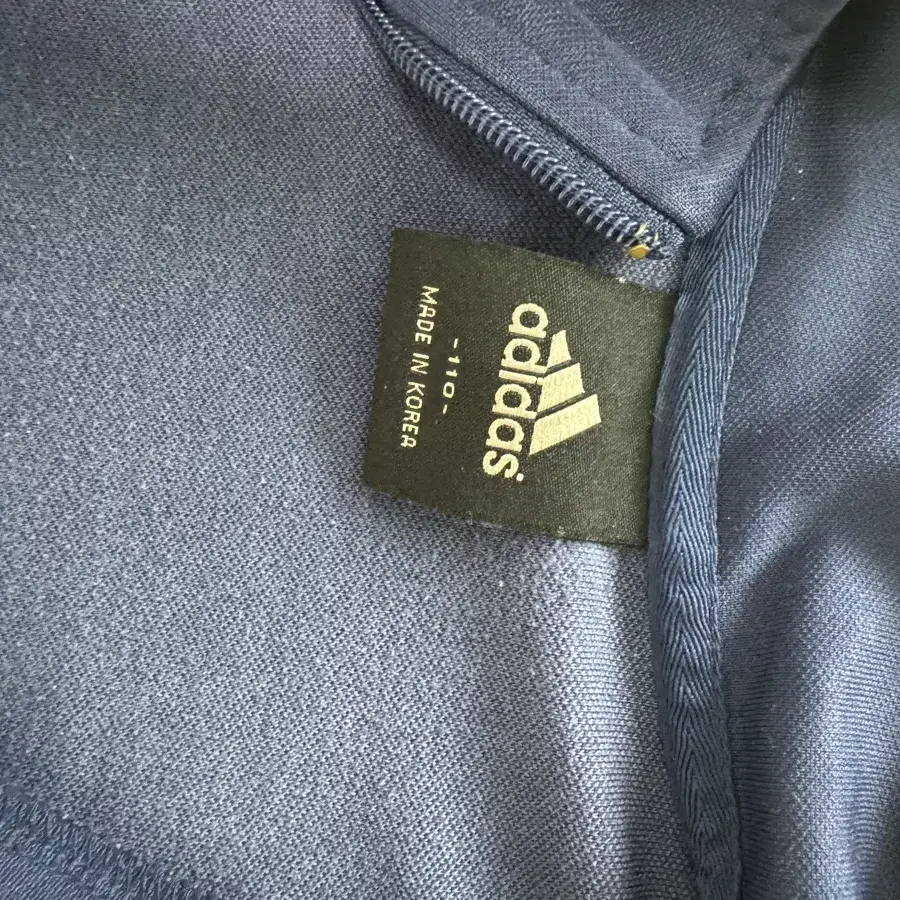 adidas
-110-
MADE IN KOREA